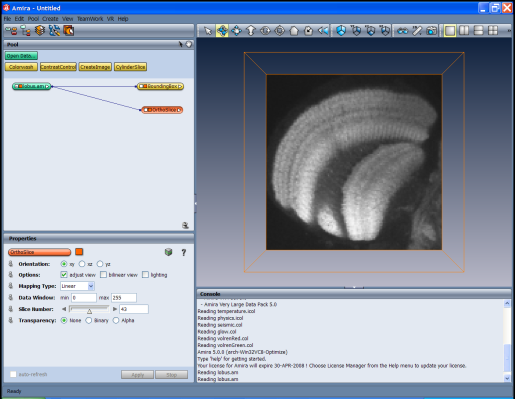 Amira - Untitled
File Edit Pool Create View TeamWork VR Help
Pool
Open Data...
Colorwash ContrastControl CreateImage CylinderSlice
lobus.am BoundingBox
OrthoSlice
Properties
OrthoSlice ?
Orientation: xy xz yz
Options: adjust view bilinear view lighting
Mapping Type: Linear
Data Window: min 0 max 255
Slice Number: 43
Transparency: None Binary Alpha
auto-refresh Apply Stop
Ready
Console
- Amira Very Large Data Pack 5.0
Reading temperature.icol
Reading physics.icol
Reading seismic.col
Reading glow.col
Reading volrenRed.col
Reading volrenGreen.col
Amira 5.0.0 (arch-Win32VC8-Optimize)
Type 'help' for getting started.
Your license for Amira will expire 30-APR-2008 ! Choose License Manager from the Help menu to update your license.
Reading lobus.am
Reading lobus.am